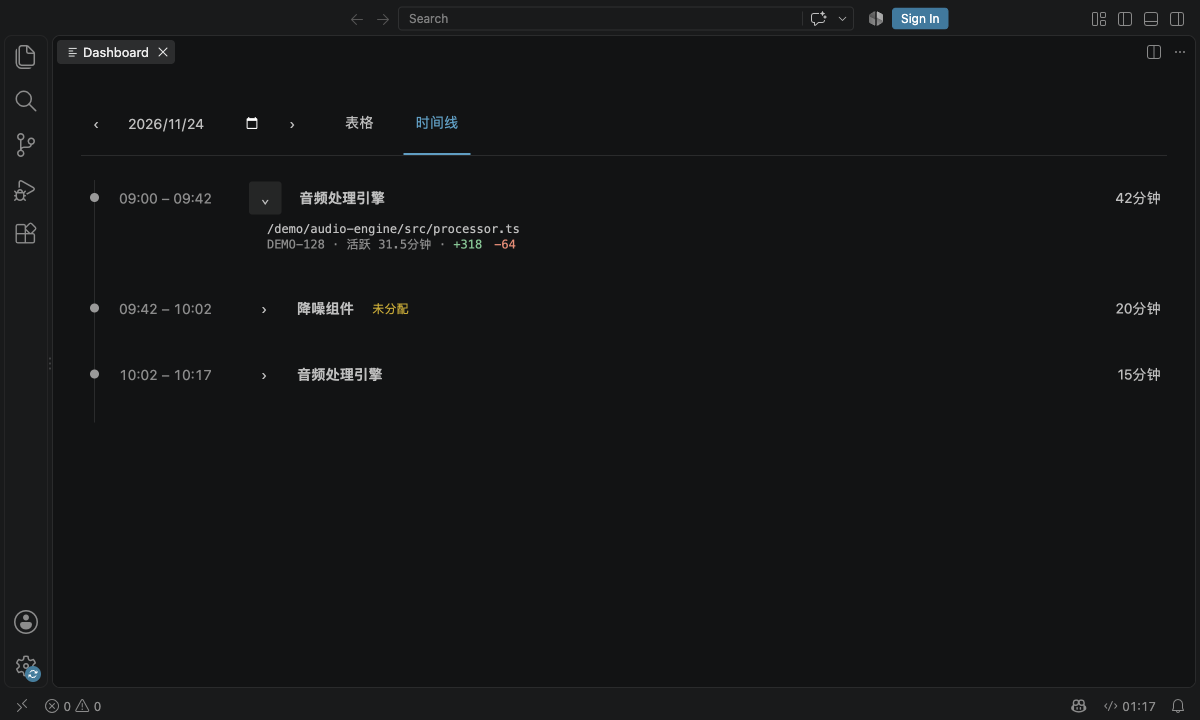 Search
Sign In
Dashboard
2026/11/24
表格
时间线
09:00 – 09:42
音频处理引擎
42分钟
/demo/audio-engine/src/processor.ts
DEMO-128 · 活跃 31.5分钟 · +318 −64
09:42 – 10:02
降噪组件
未分配
20分钟
10:02 – 10:17
音频处理引擎
15分钟
0
0
01:17